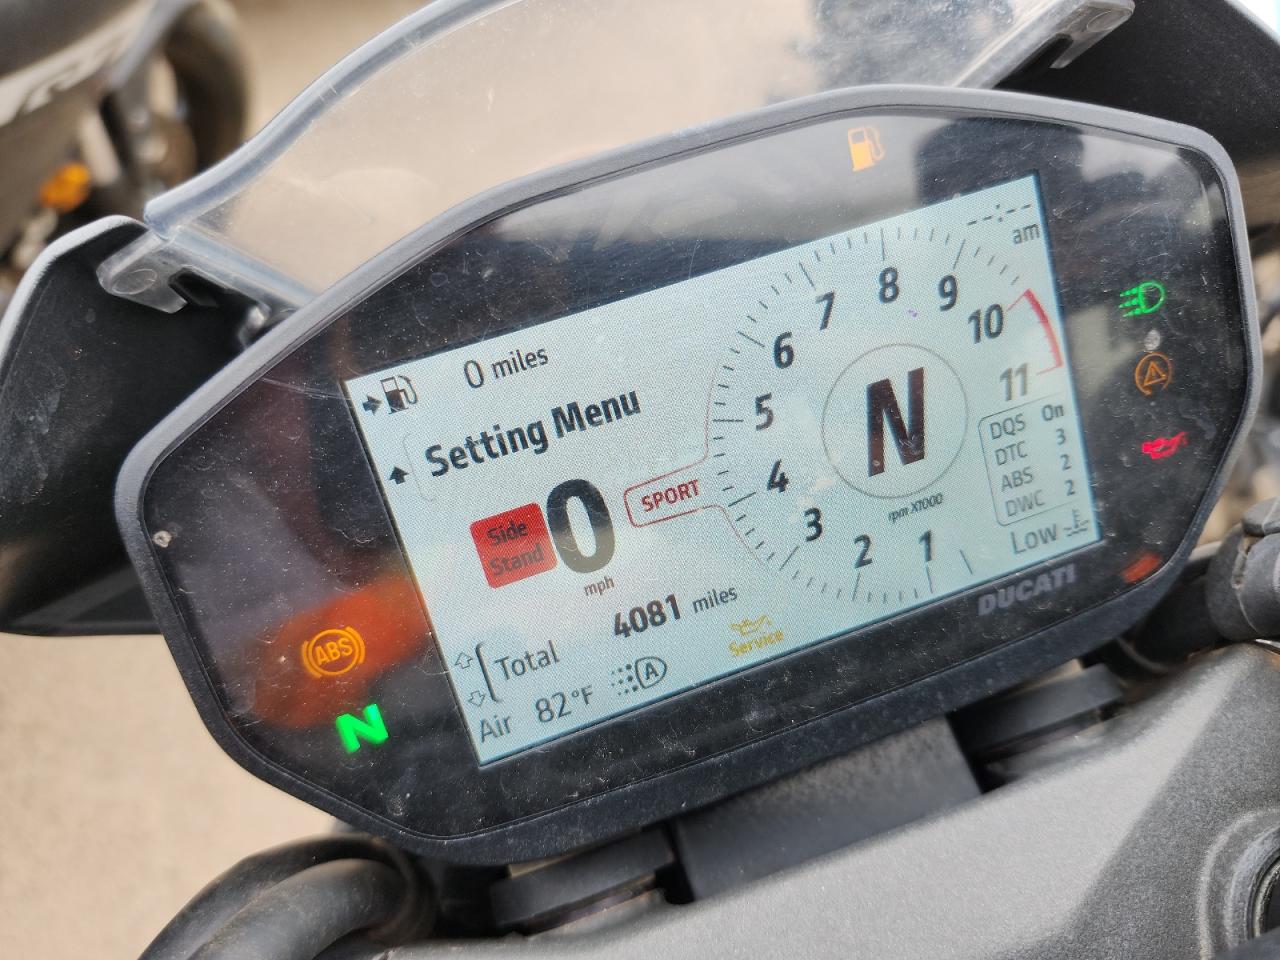 --:--
am
0 miles
Setting Menu
Side
Stand
0
mph
SPORT
1
2
3
4
5
6
7
8
9
10
11
N
rpm X1000
DQS On
DTC 3
ABS 2
DWC 2
Low
4081 miles
Total
A
Service
Air 82°F
DUCATI
ABS
N